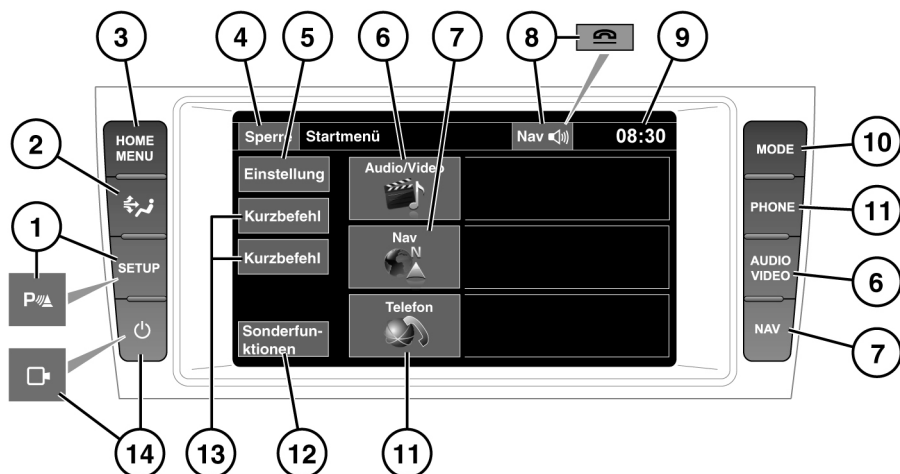 3
4
5
6
7
8
9
2
1
HOME
MENU
SETUP
P
Sperre
Startmenü
Nav
08:30
Einstellung
Kurzbefehl
Kurzbefehl
Sonderfun-
ktionen
Audio/Video
Nav
N
Telefon
MODE
PHONE
AUDIO
VIDEO
NAV
10
11
6
7
14
13
12
11